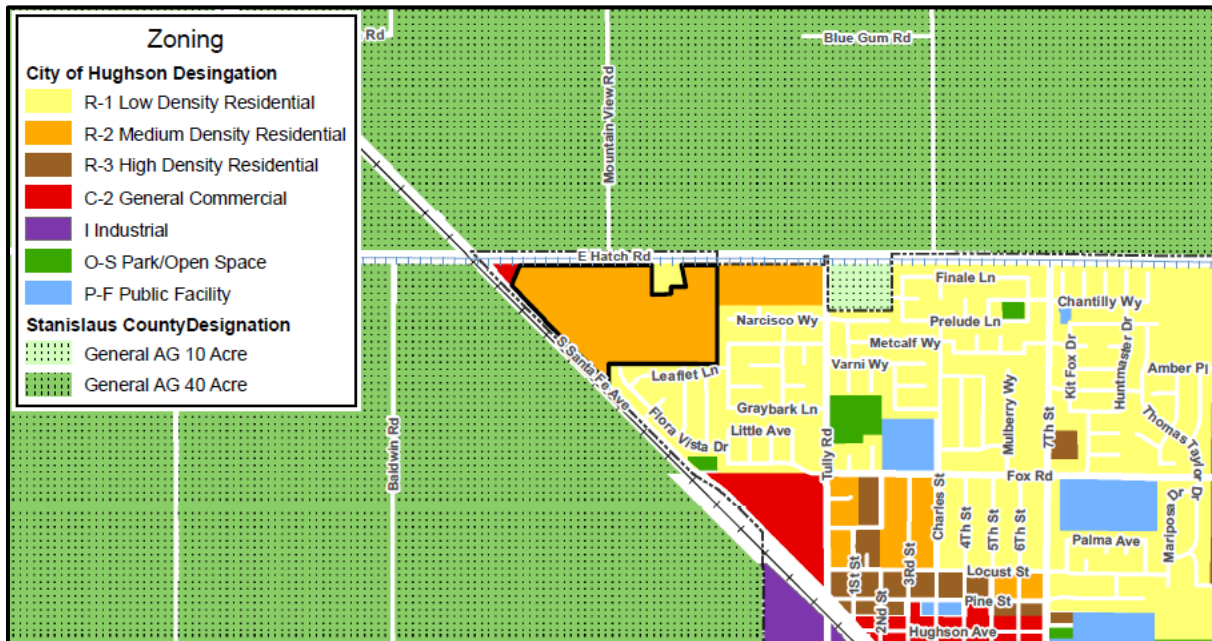 Zoning
City of Hughson Desingation
R-1 Low Density Residential
R-2 Medium Density Residential
R-3 High Density Residential
C-2 General Commercial
I Industrial
O-S Park/Open Space
P-F Public Facility
Stanislaus CountyDesignation
General AG 10 Acre
General AG 40 Acre
Rd
Blue Gum Rd
Mountain View Rd
E Hatch Rd
Finale Ln
Chantilly Wy
Narcisco Wy
Prelude Ln
Metcalf Wy
Kit Fox Dr
Huntmaster Dr
S Santa Fe Ave
Leaflet Ln
Varni Wy
Amber Pl
Graybark Ln
Little Ave
Flora Vista Dr
Mulberry Wy
7Th St
Thomas Taylor Dr
Tully Rd
Baldwin Rd
Fox Rd
Charles St
4Th St
5Th St
6Th St
Mariposa Dr
Palma Ave
1St St
3Rd St
Locust St
2Nd St
Pine St
Hughson Ave